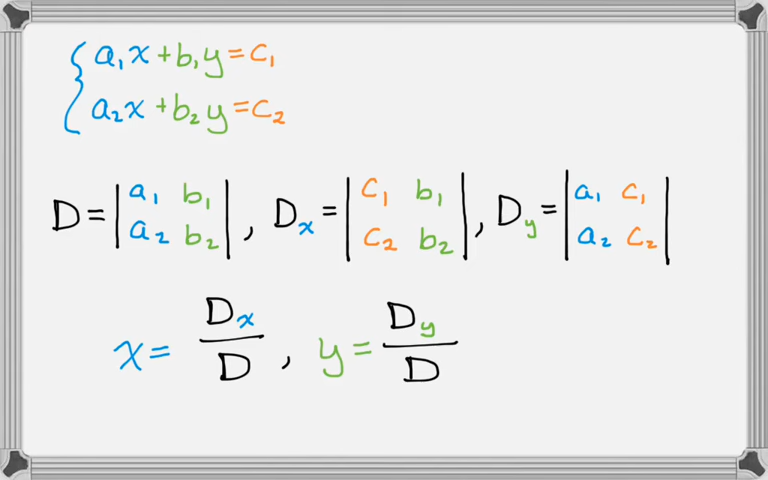 { a₁x + b₁y = c₁
a₂x + b₂y = c₂
D = | a₁ b₁ | , Dₓ = | c₁ b₁ | , D_y = | a₁ c₁ |
| a₂ b₂ | | c₂ b₂ | | a₂ c₂ |
x = Dₓ/D , y = D_y/D